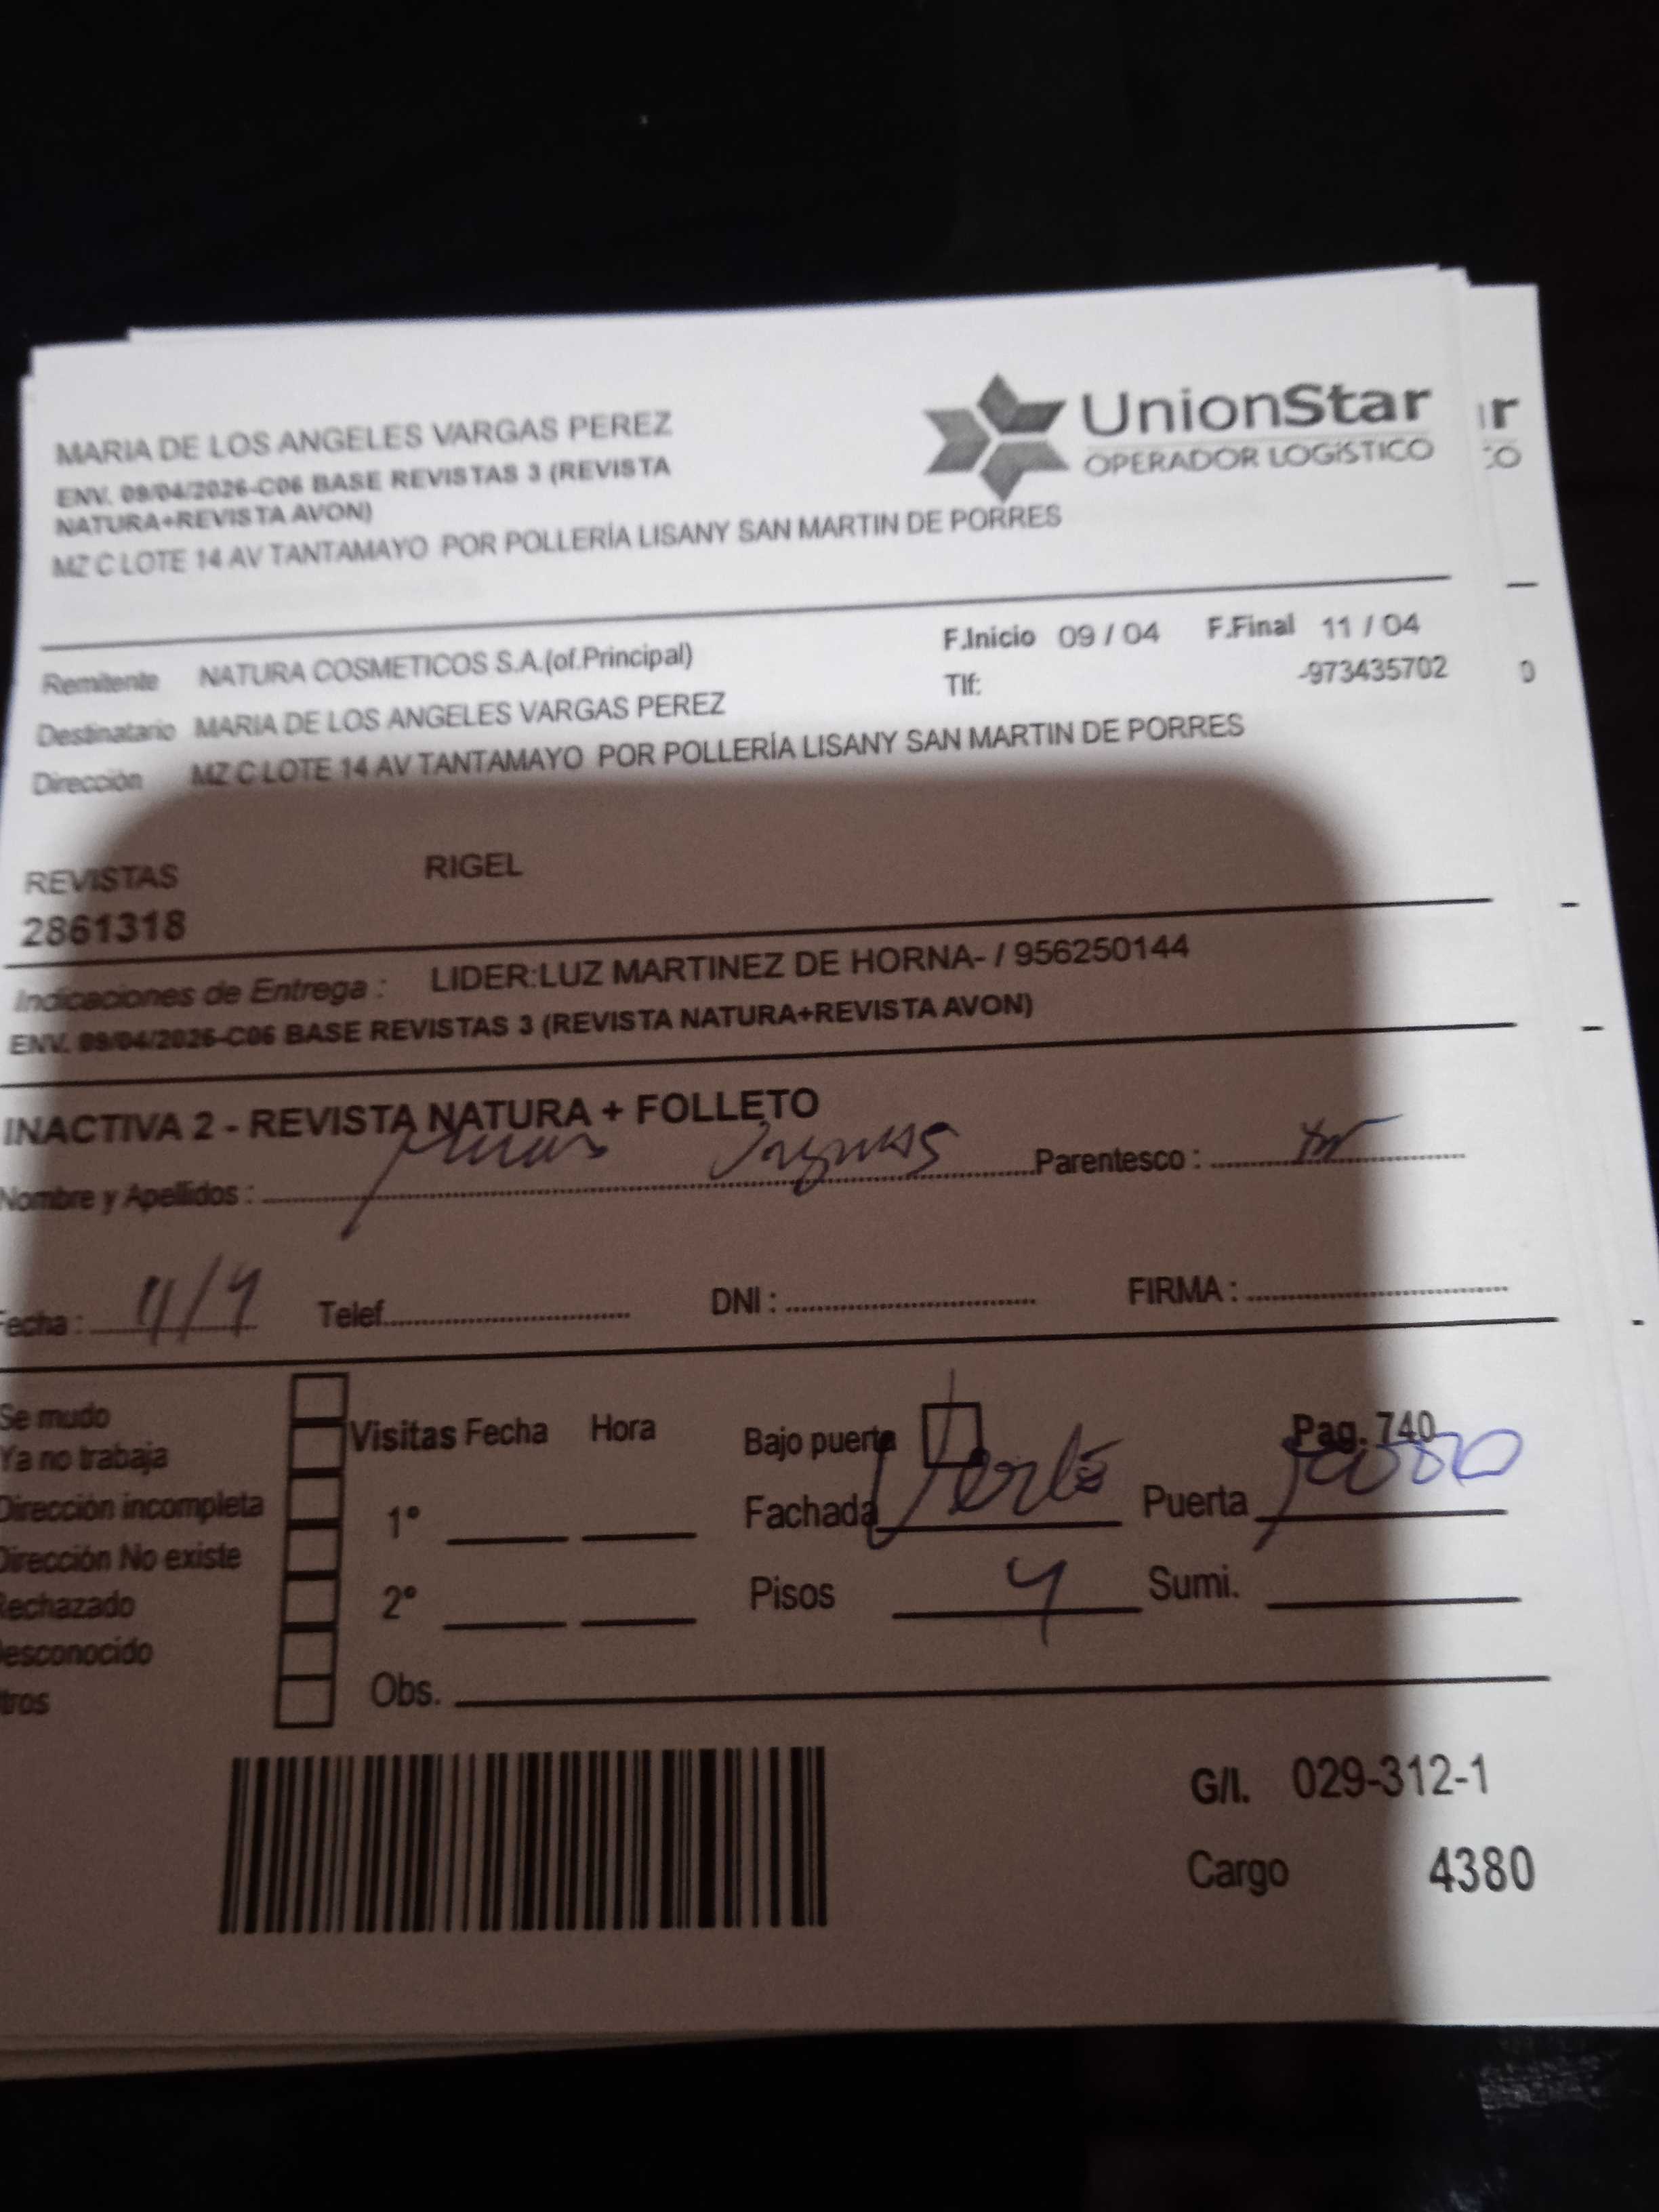 MARIA DE LOS ANGELES VARGAS PEREZ
ENV. 09/04/2026-C06 BASE REVISTAS 3 (REVISTA
NATURA+REVISTA AVON)
MZ C LOTE 14 AV TANTAMAYO POR POLLERÍA LISANY SAN MARTIN DE PORRES
UnionStar
OPERADOR LOGÍSTICO
Remitente NATURA COSMETICOS S.A.(of.Principal) F.Inicio 09 / 04 F.Final 11 / 04
Destinatario MARIA DE LOS ANGELES VARGAS PEREZ Tlf: -973435702
Dirección MZ C LOTE 14 AV TANTAMAYO POR POLLERÍA LISANY SAN MARTIN DE PORRES
REVISTAS RIGEL
2861318
Indicaciones de Entrega : LIDER:LUZ MARTINEZ DE HORNA- / 956250144
ENV. 09/04/2026-C06 BASE REVISTAS 3 (REVISTA NATURA+REVISTA AVON)
INACTIVA 2 - REVISTA NATURA + FOLLETO
Nombre y Apellidos : Parentesco :
echa : 11/4 Telef. DNI : FIRMA :
Se mudo
Ya no trabaja
Dirección incompleta
Dirección No existe
Rechazado
esconocido
tros
Visitas Fecha Hora
1°
2°
Obs.
Bajo puerta Pag. 740
Fachada Verde Puerta
Pisos 4 Sumi.
G/I. 029-312-1
Cargo 4380
r
O